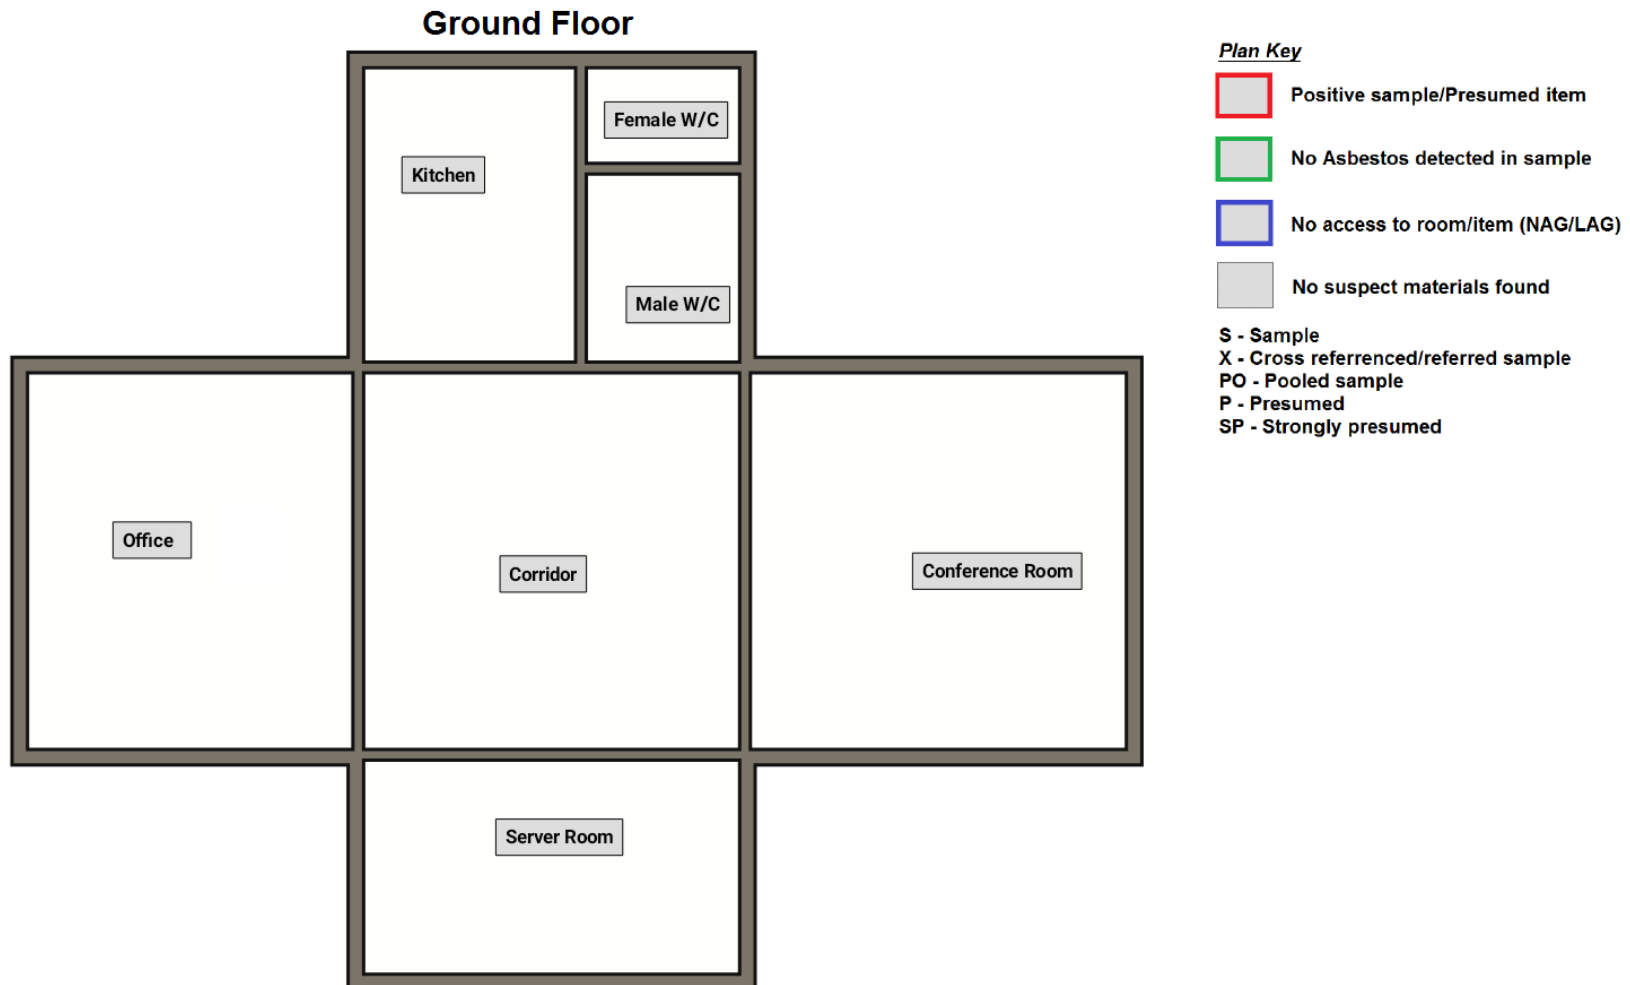 Ground Floor
Female W/C
Kitchen
Male W/C
Office
Corridor
Conference Room
Server Room
Plan Key
Positive sample/Presumed item
No Asbestos detected in sample
No access to room/item (NAG/LAG)
No suspect materials found
S - Sample
X - Cross referrenced/referred sample
PO - Pooled sample
P - Presumed
SP - Strongly presumed